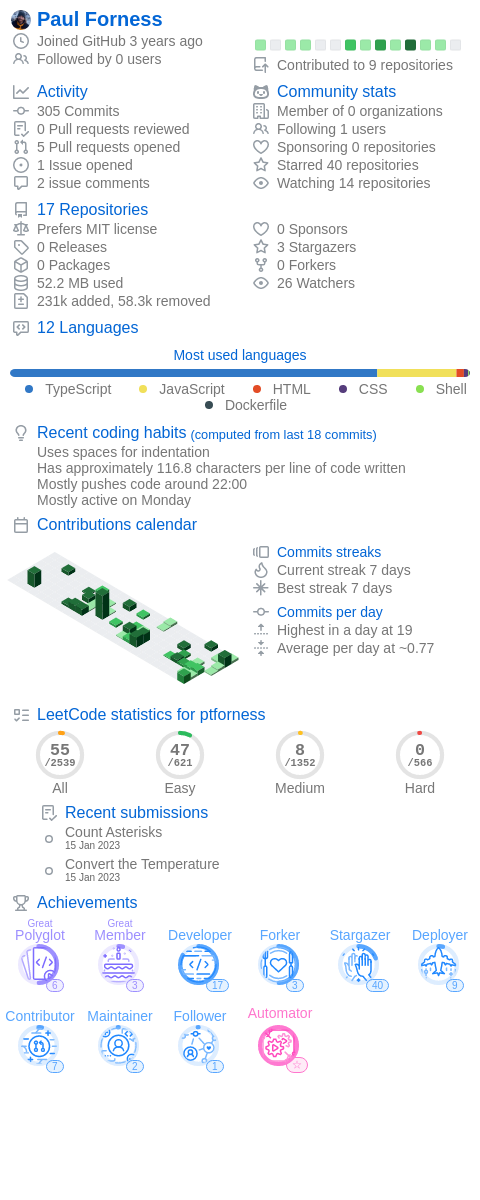 Paul Forness
Joined GitHub 3 years ago
Followed by 0 users
Contributed to 9 repositories
Activity
305 Commits
0 Pull requests reviewed
5 Pull requests opened
1 Issue opened
2 issue comments
Community stats
Member of 0 organizations
Following 1 users
Sponsoring 0 repositories
Starred 40 repositories
Watching 14 repositories
17 Repositories
Prefers MIT license
0 Releases
0 Packages
52.2 MB used
231k added, 58.3k removed
0 Sponsors
3 Stargazers
0 Forkers
26 Watchers
12 Languages
Most used languages
TypeScript JavaScript HTML CSS Shell
Dockerfile
Recent coding habits (computed from last 18 commits)
Uses spaces for indentation
Has approximately 116.8 characters per line of code written
Mostly pushes code around 22:00
Mostly active on Monday
Contributions calendar
Commits streaks
Current streak 7 days
Best streak 7 days
Commits per day
Highest in a day at 19
Average per day at ~0.77
LeetCode statistics for ptforness
55 47 8 0
/2539 /621 /1352 /566
All Easy Medium Hard
Recent submissions
Count Asterisks
15 Jan 2023
Convert the Temperature
15 Jan 2023
Achievements
Great Great
Polyglot Member Developer Forker Stargazer Deployer
6 3 17 3 40 9
Contributor Maintainer Follower Automator
7 2 1